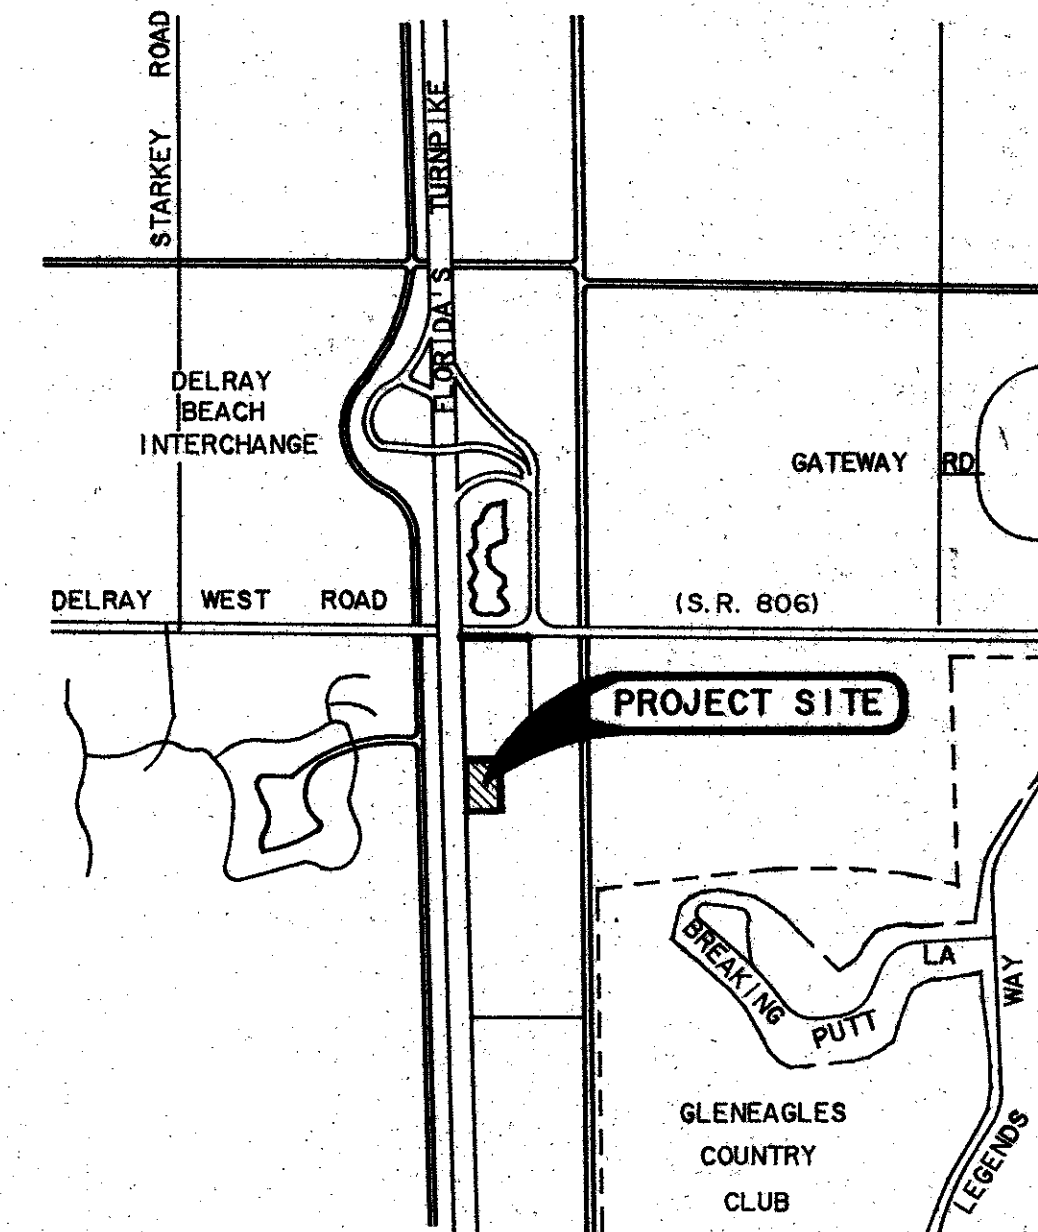 STARKEY ROAD
FLORIDA'S TURNPIKE
DELRAY
BEACH
INTERCHANGE
GATEWAY RD
DELRAY WEST ROAD
(S.R. 806)
PROJECT SITE
BREAKING
PUTT
LA
WAY
LEGENDS
GLENEAGLES
COUNTRY
CLUB